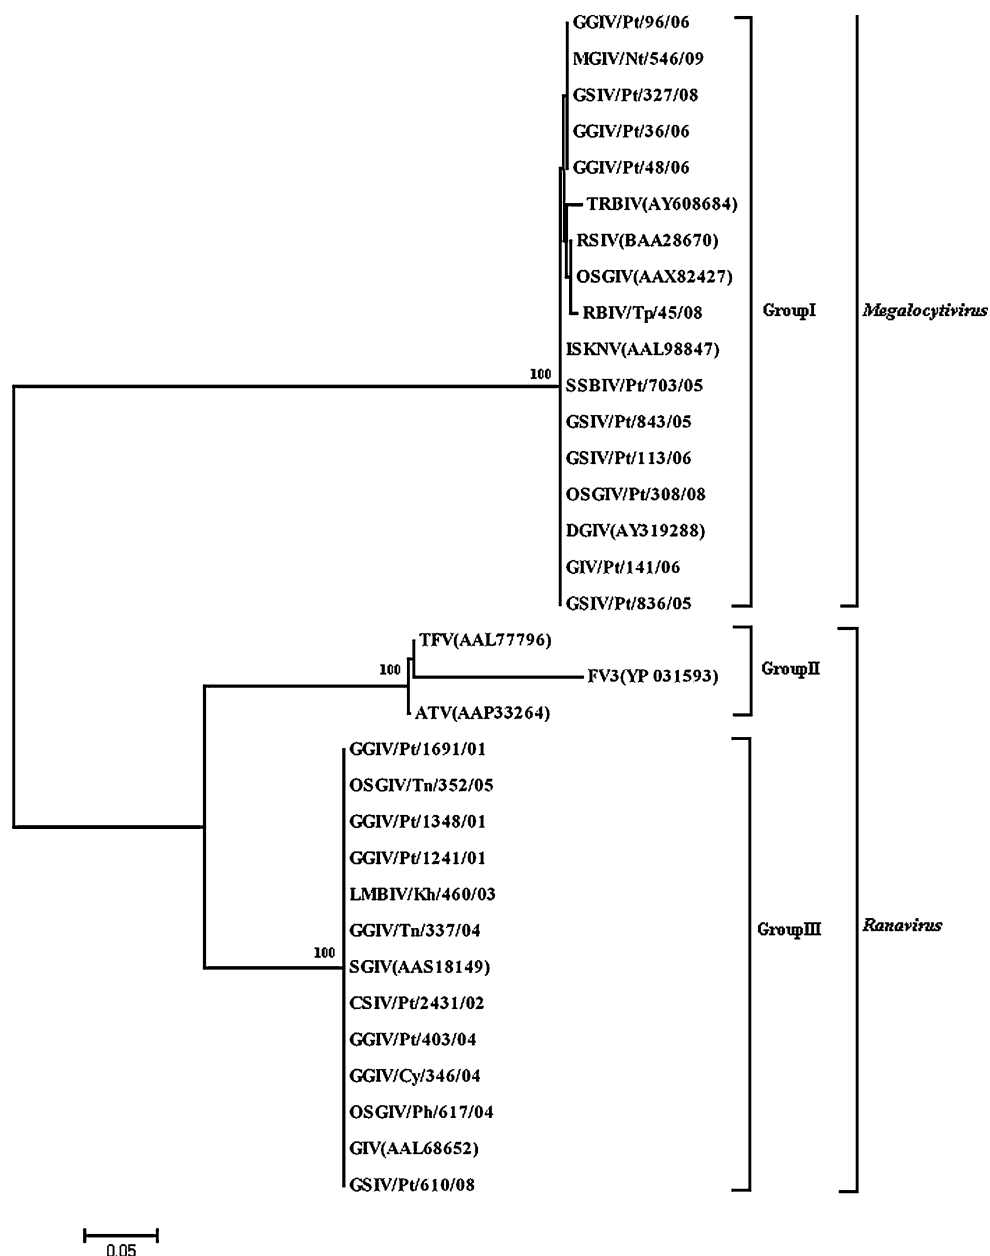 GGIV/Pt/96/06
MGIV/Nt/546/09
GSIV/Pt/327/08
GGIV/Pt/36/06
GGIV/Pt/48/06
TRBIV(AY608684)
RSIV(BAA28670)
OSGIV(AAX82427)
RBIV/Tp/45/08
GroupI
Megalocytivirus
ISKNV(AAL98847)
100
SSBIV/Pt/703/05
GSIV/Pt/843/05
GSIV/Pt/113/06
OSGIV/Pt/308/08
DGIV(AY319288)
GIV/Pt/141/06
GSIV/Pt/836/05
TFV(AAL77796)
100
FV3(YP 031593)
GroupII
ATV(AAP33264)
GGIV/Pt/1691/01
OSGIV/Tn/352/05
GGIV/Pt/1348/01
GGIV/Pt/1241/01
LMBIV/Kh/460/03
GGIV/Tn/337/04
GroupIII
Ranavirus
100
SGIV(AAS18149)
CSIV/Pt/2431/02
GGIV/Pt/403/04
GGIV/Cy/346/04
OSGIV/Ph/617/04
GIV(AAL68652)
GSIV/Pt/610/08
0.05